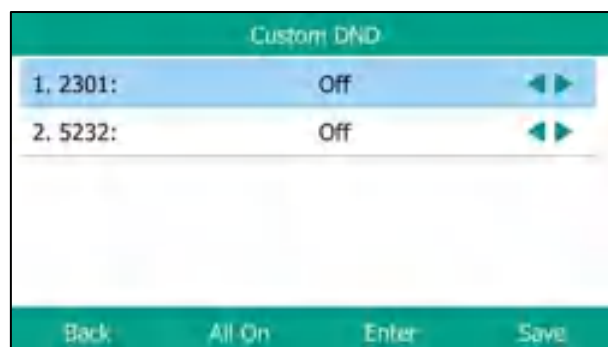 Custom DND
1. 2301: Off
2. 5232: Off
Back All On Enter Save